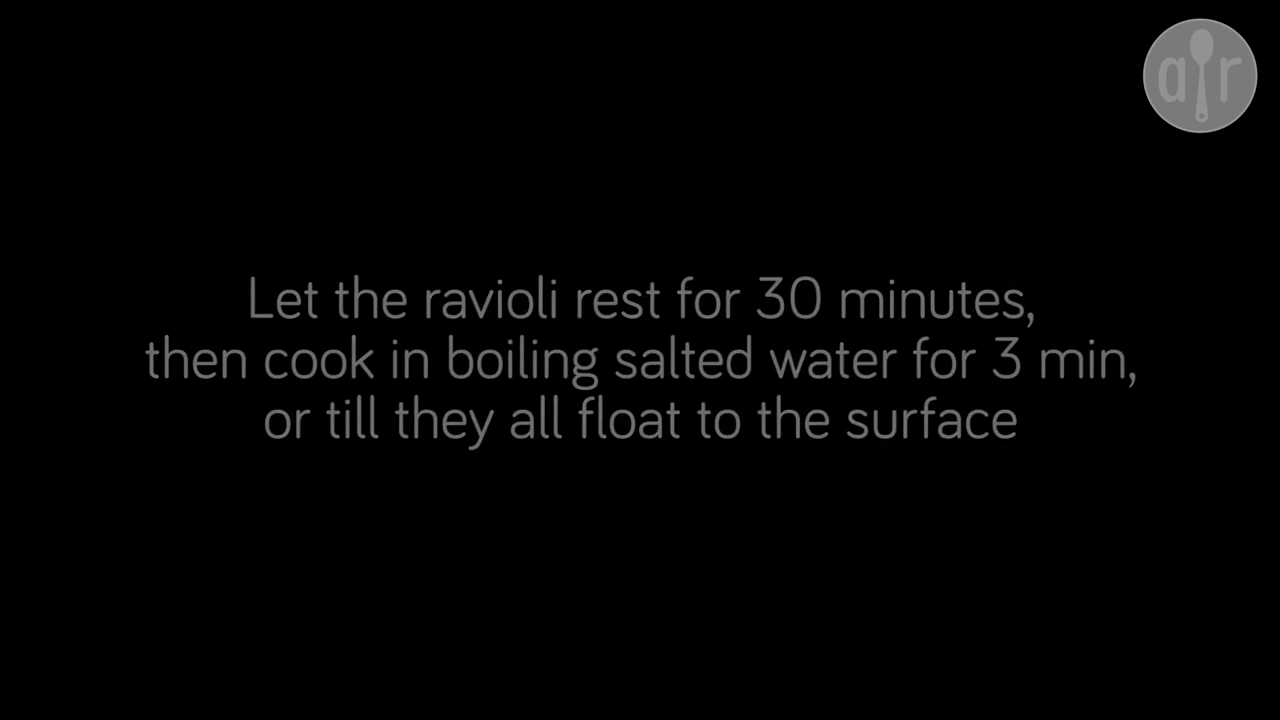 air
Let the ravioli rest for 30 minutes,
then cook in boiling salted water for 3 min,
or till they all float to the surface